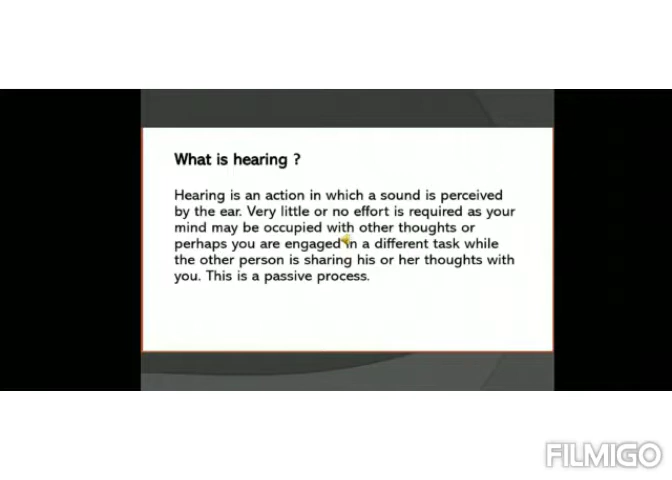 What is hearing ?
Hearing is an action in which a sound is perceived
by the ear. Very little or no effort is required as your
mind may be occupied with other thoughts or
perhaps you are engaged in a different task while
the other person is sharing his or her thoughts with
you. This is a passive process.
FILMIGO